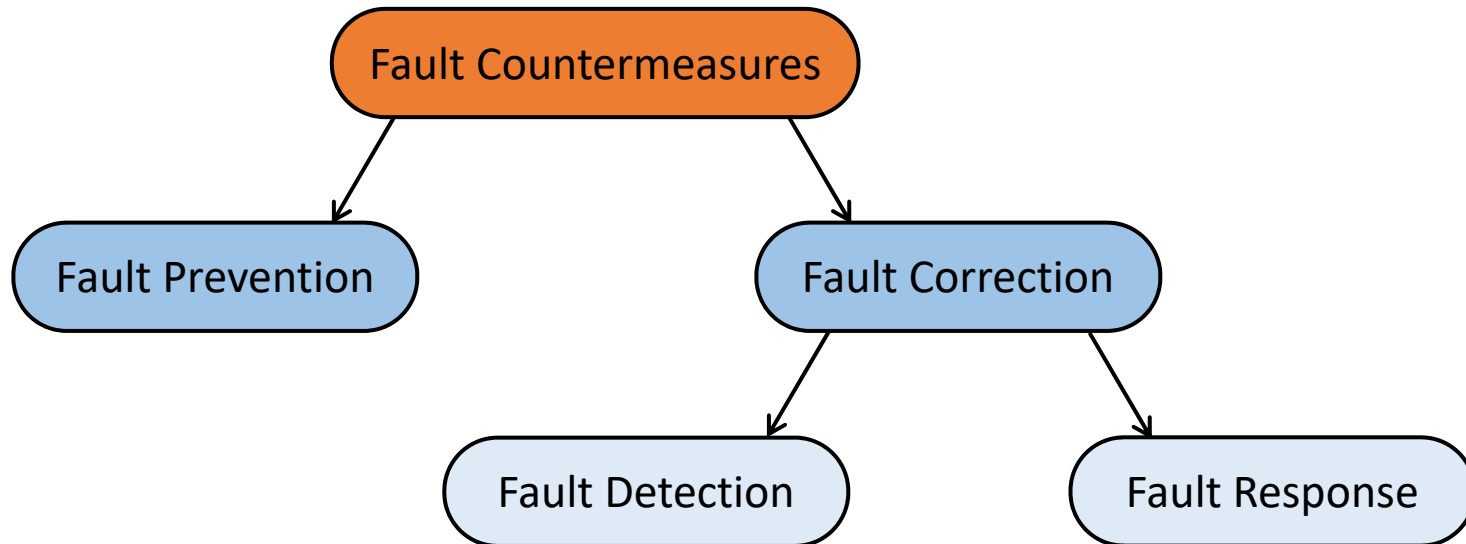 Fault Countermeasures
Fault Prevention
Fault Correction
Fault Detection
Fault Response